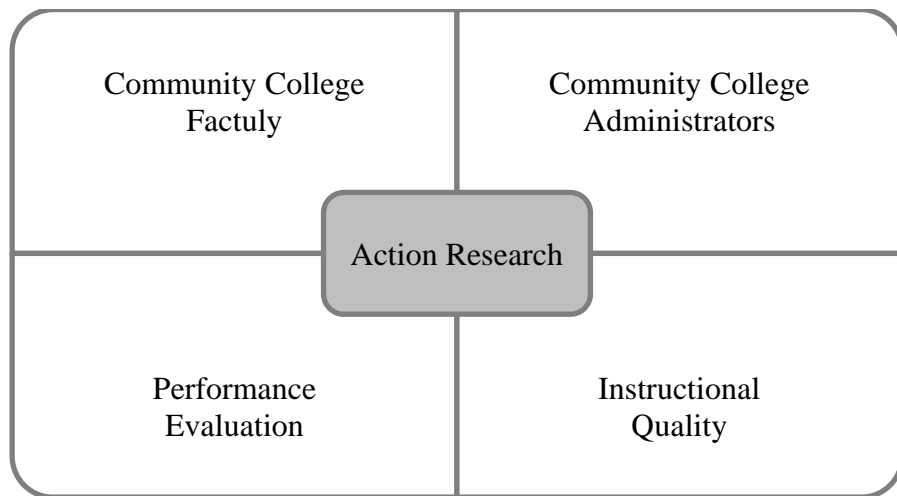 Community College
Factuly
Community College
Administrators
Action Research
Performance
Evaluation
Instructional
Quality